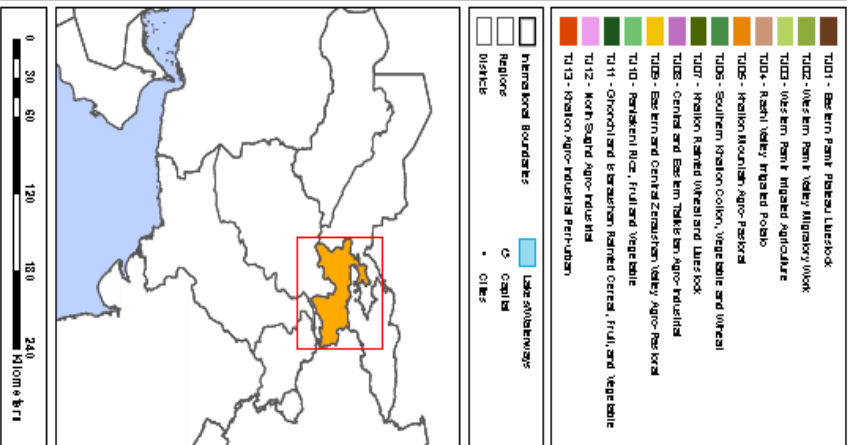 TJ01 - Eastern Pamir Plateau Livestock
TJ02 - Western Pamir Valley Migratory Work
TJ03 - Western Pamir Irrigated Agriculture
TJ04 - Rasht Valley Irrigated Potato
TJ05 - Khatlon Mountain Agro-Pastoral
TJ06 - Southern Khatlon Cotton, Vegetable and Wheat
TJ07 - Khatlon Rainfed Wheat and Livestock
TJ08 - Central and Eastern Tajikistan Agro-Industrial
TJ09 - Eastern and Central Zeravshan Valley Agro-Pastoral
TJ10 - Panjakent Rice, Fruit and Vegetable
TJ11 - Ghonchi and Istaravshan Rainfed Cereal, Fruit, and Vegetable
TJ12 - North Sughd Agro-Industrial
TJ13 - Khatlon Agro-Industrial Peri-urban
International Boundaries
Regions
Districts
Lakes/Waterways
Capital
Cities
0 30 60 120 180 240
Kilometers